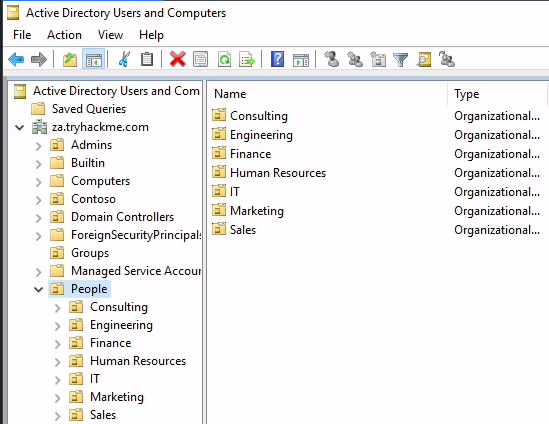 Active Directory Users and Computers
File Action View Help
Active Directory Users and Com
Saved Queries
za.tryhackme.com
Admins
Builtin
Computers
Contoso
Domain Controllers
ForeignSecurityPrincipals
Groups
Managed Service Accou
People
Consulting
Engineering
Finance
Human Resources
IT
Marketing
Sales
Name Type
Consulting Organizational...
Engineering Organizational...
Finance Organizational...
Human Resources Organizational...
IT Organizational...
Marketing Organizational...
Sales Organizational...